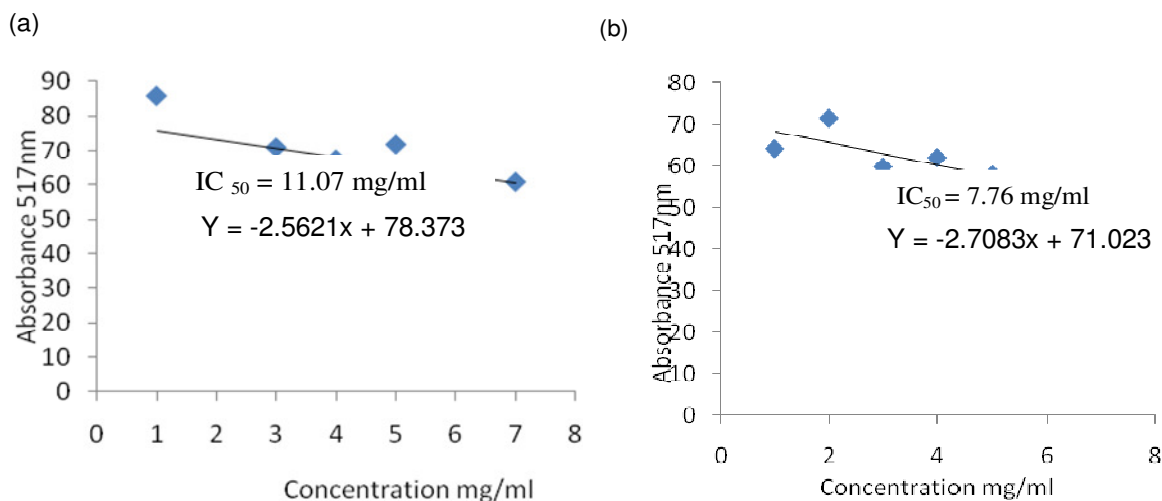 (a)
90
80
70
60
50
40
30
20
10
0
Absorbance 517nm
IC 50 = 11.07 mg/ml
Y = -2.5621x + 78.373
0 1 2 3 4 5 6 7 8
Concentration mg/ml
(b)
80
70
60
50
40
30
20
10
0
Absorbance 517nm
IC50 = 7.76 mg/ml
Y = -2.7083x + 71.023
0 2 4 6 8
Concentration mg/ml